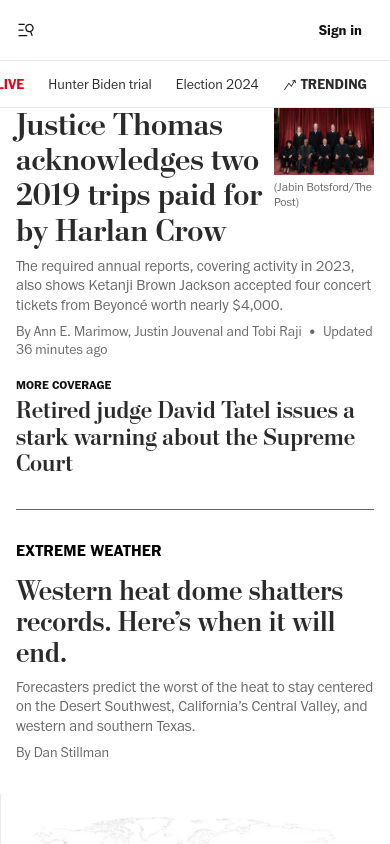 Sign in
LIVE
Hunter Biden trial
Election 2024
TRENDING
Justice Thomas
acknowledges two
2019 trips paid for
by Harlan Crow
(Jabin Botsford/The
Post)
The required annual reports, covering activity in 2023,
also shows Ketanji Brown Jackson accepted four concert
tickets from Beyoncé worth nearly $4,000.
By Ann E. Marimow, Justin Jouvenal and Tobi Raji • Updated
36 minutes ago
MORE COVERAGE
Retired judge David Tatel issues a
stark warning about the Supreme
Court
EXTREME WEATHER
Western heat dome shatters
records. Here’s when it will
end.
Forecasters predict the worst of the heat to stay centered
on the Desert Southwest, California’s Central Valley, and
western and southern Texas.
By Dan Stillman